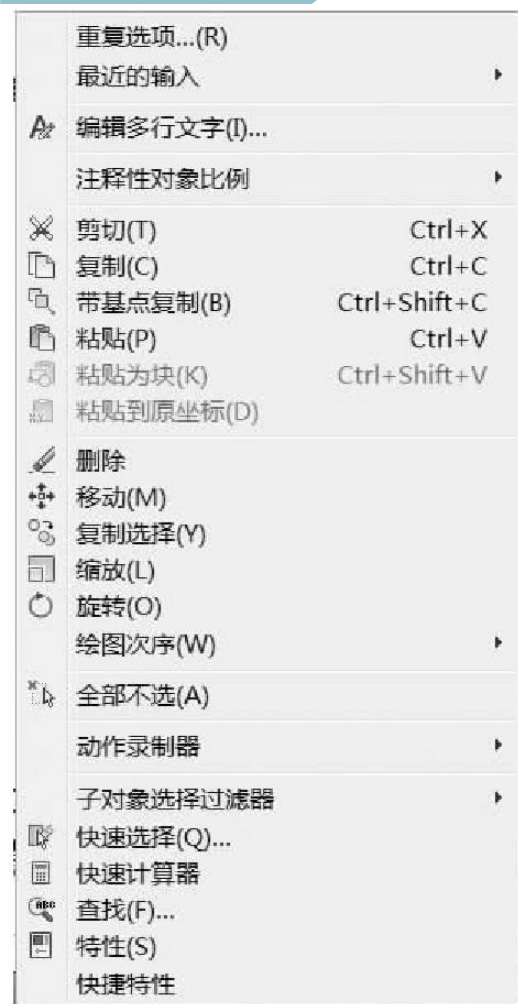 重复选项...(R)
最近的输入
编辑多行文字(I)...
注释性对象比例
剪切(T) Ctrl+X
复制(C) Ctrl+C
带基点复制(B) Ctrl+Shift+C
粘贴(P) Ctrl+V
粘贴为块(K) Ctrl+Shift+V
粘贴到原坐标(D)
删除
移动(M)
复制选择(Y)
缩放(L)
旋转(O)
绘图次序(W)
全部不选(A)
动作录制器
子对象选择过滤器
快速选择(Q)...
快速计算器
查找(F)...
特性(S)
快捷特性